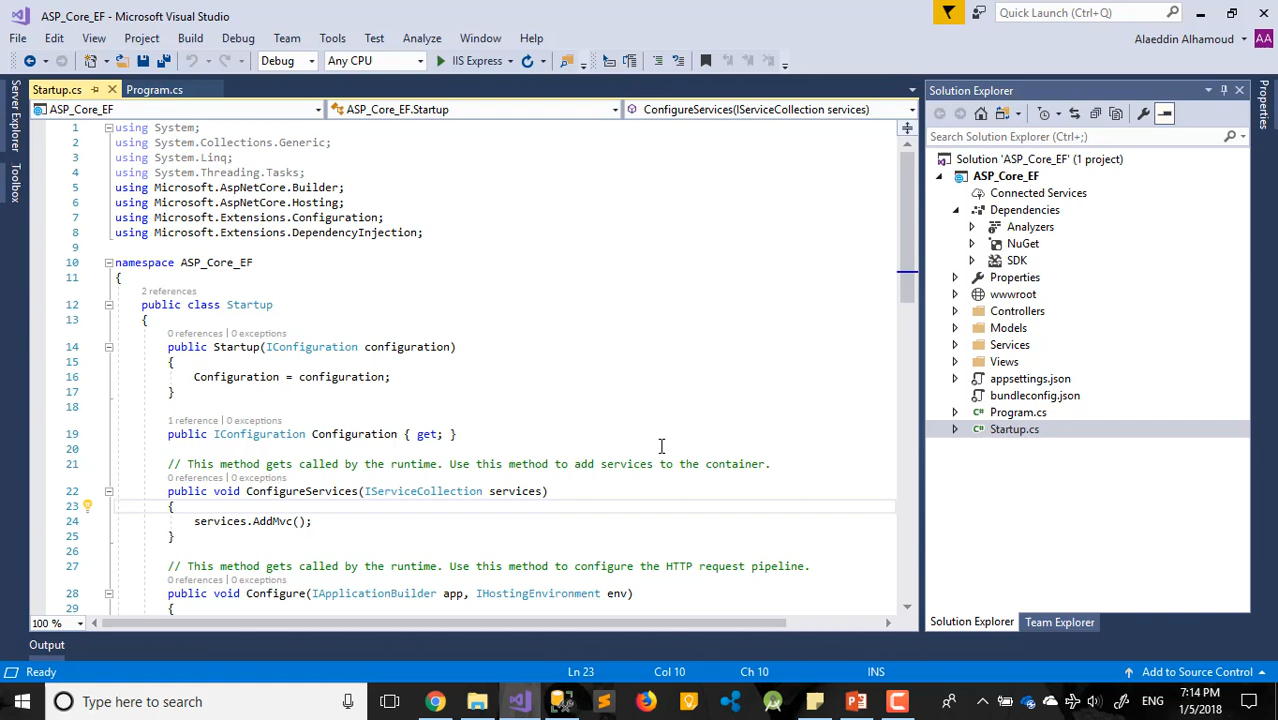 ASP_Core_EF - Microsoft Visual Studio
Quick Launch (Ctrl+Q)
File Edit View Project Build Debug Team Tools Test Analyze Window Help
Alaeddin Alhamoud AA
Debug Any CPU IIS Express
Server Explorer
Toolbox
Startup.cs Program.cs
ASP_Core_EF ASP_Core_EF.Startup ConfigureServices(IServiceCollection services)
1 using System;
2 using System.Collections.Generic;
3 using System.Linq;
4 using System.Threading.Tasks;
5 using Microsoft.AspNetCore.Builder;
6 using Microsoft.AspNetCore.Hosting;
7 using Microsoft.Extensions.Configuration;
8 using Microsoft.Extensions.DependencyInjection;
9
10 namespace ASP_Core_EF
11 {
2 references
12 public class Startup
13 {
0 references | 0 exceptions
14 public Startup(IConfiguration configuration)
15 {
16 Configuration = configuration;
17 }
18
1 reference | 0 exceptions
19 public IConfiguration Configuration { get; }
20
21 // This method gets called by the runtime. Use this method to add services to the container.
0 references | 0 exceptions
22 public void ConfigureServices(IServiceCollection services)
23 {
24 services.AddMvc();
25 }
26
27 // This method gets called by the runtime. Use this method to configure the HTTP request pipeline.
0 references | 0 exceptions
28 public void Configure(IApplicationBuilder app, IHostingEnvironment env)
29 {
100 %
Solution Explorer
Search Solution Explorer (Ctrl+;)
Solution 'ASP_Core_EF' (1 project)
ASP_Core_EF
Connected Services
Dependencies
Analyzers
NuGet
SDK
Properties
wwwroot
Controllers
Models
Services
Views
appsettings.json
bundleconfig.json
Program.cs
Startup.cs
Solution Explorer Team Explorer
Properties
Output
Ready Ln 23 Col 10 Ch 10 INS Add to Source Control
Type here to search
ENG
7:14 PM
1/5/2018